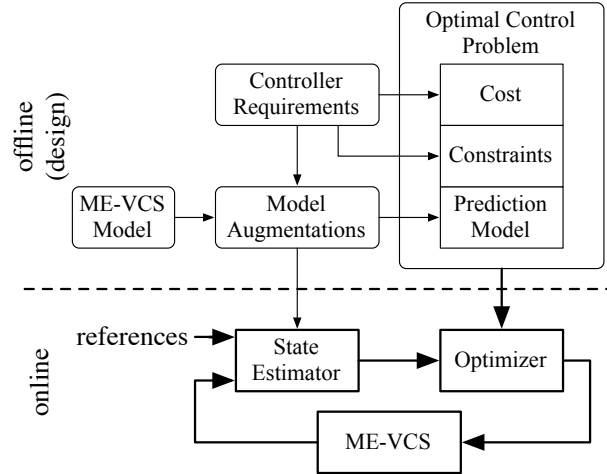 Optimal Control
Problem
Controller
Requirements
Cost
Constraints
offline
(design)
ME-VCS
Model
Model
Augmentations
Prediction
Model
references
State
Estimator
Optimizer
online
ME-VCS